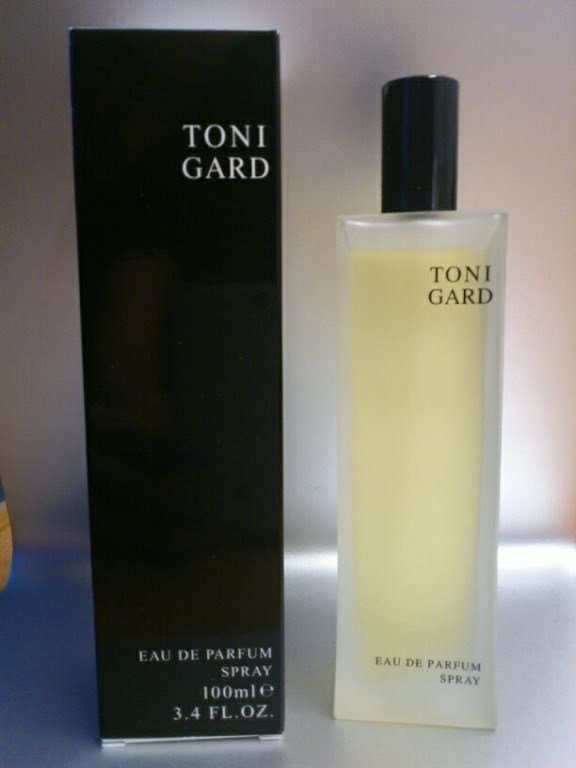 TONI
GARD
EAU DE PARFUM
SPRAY
100ml℮
3.4 FL.OZ.
TONI
GARD
EAU DE PARFUM
SPRAY